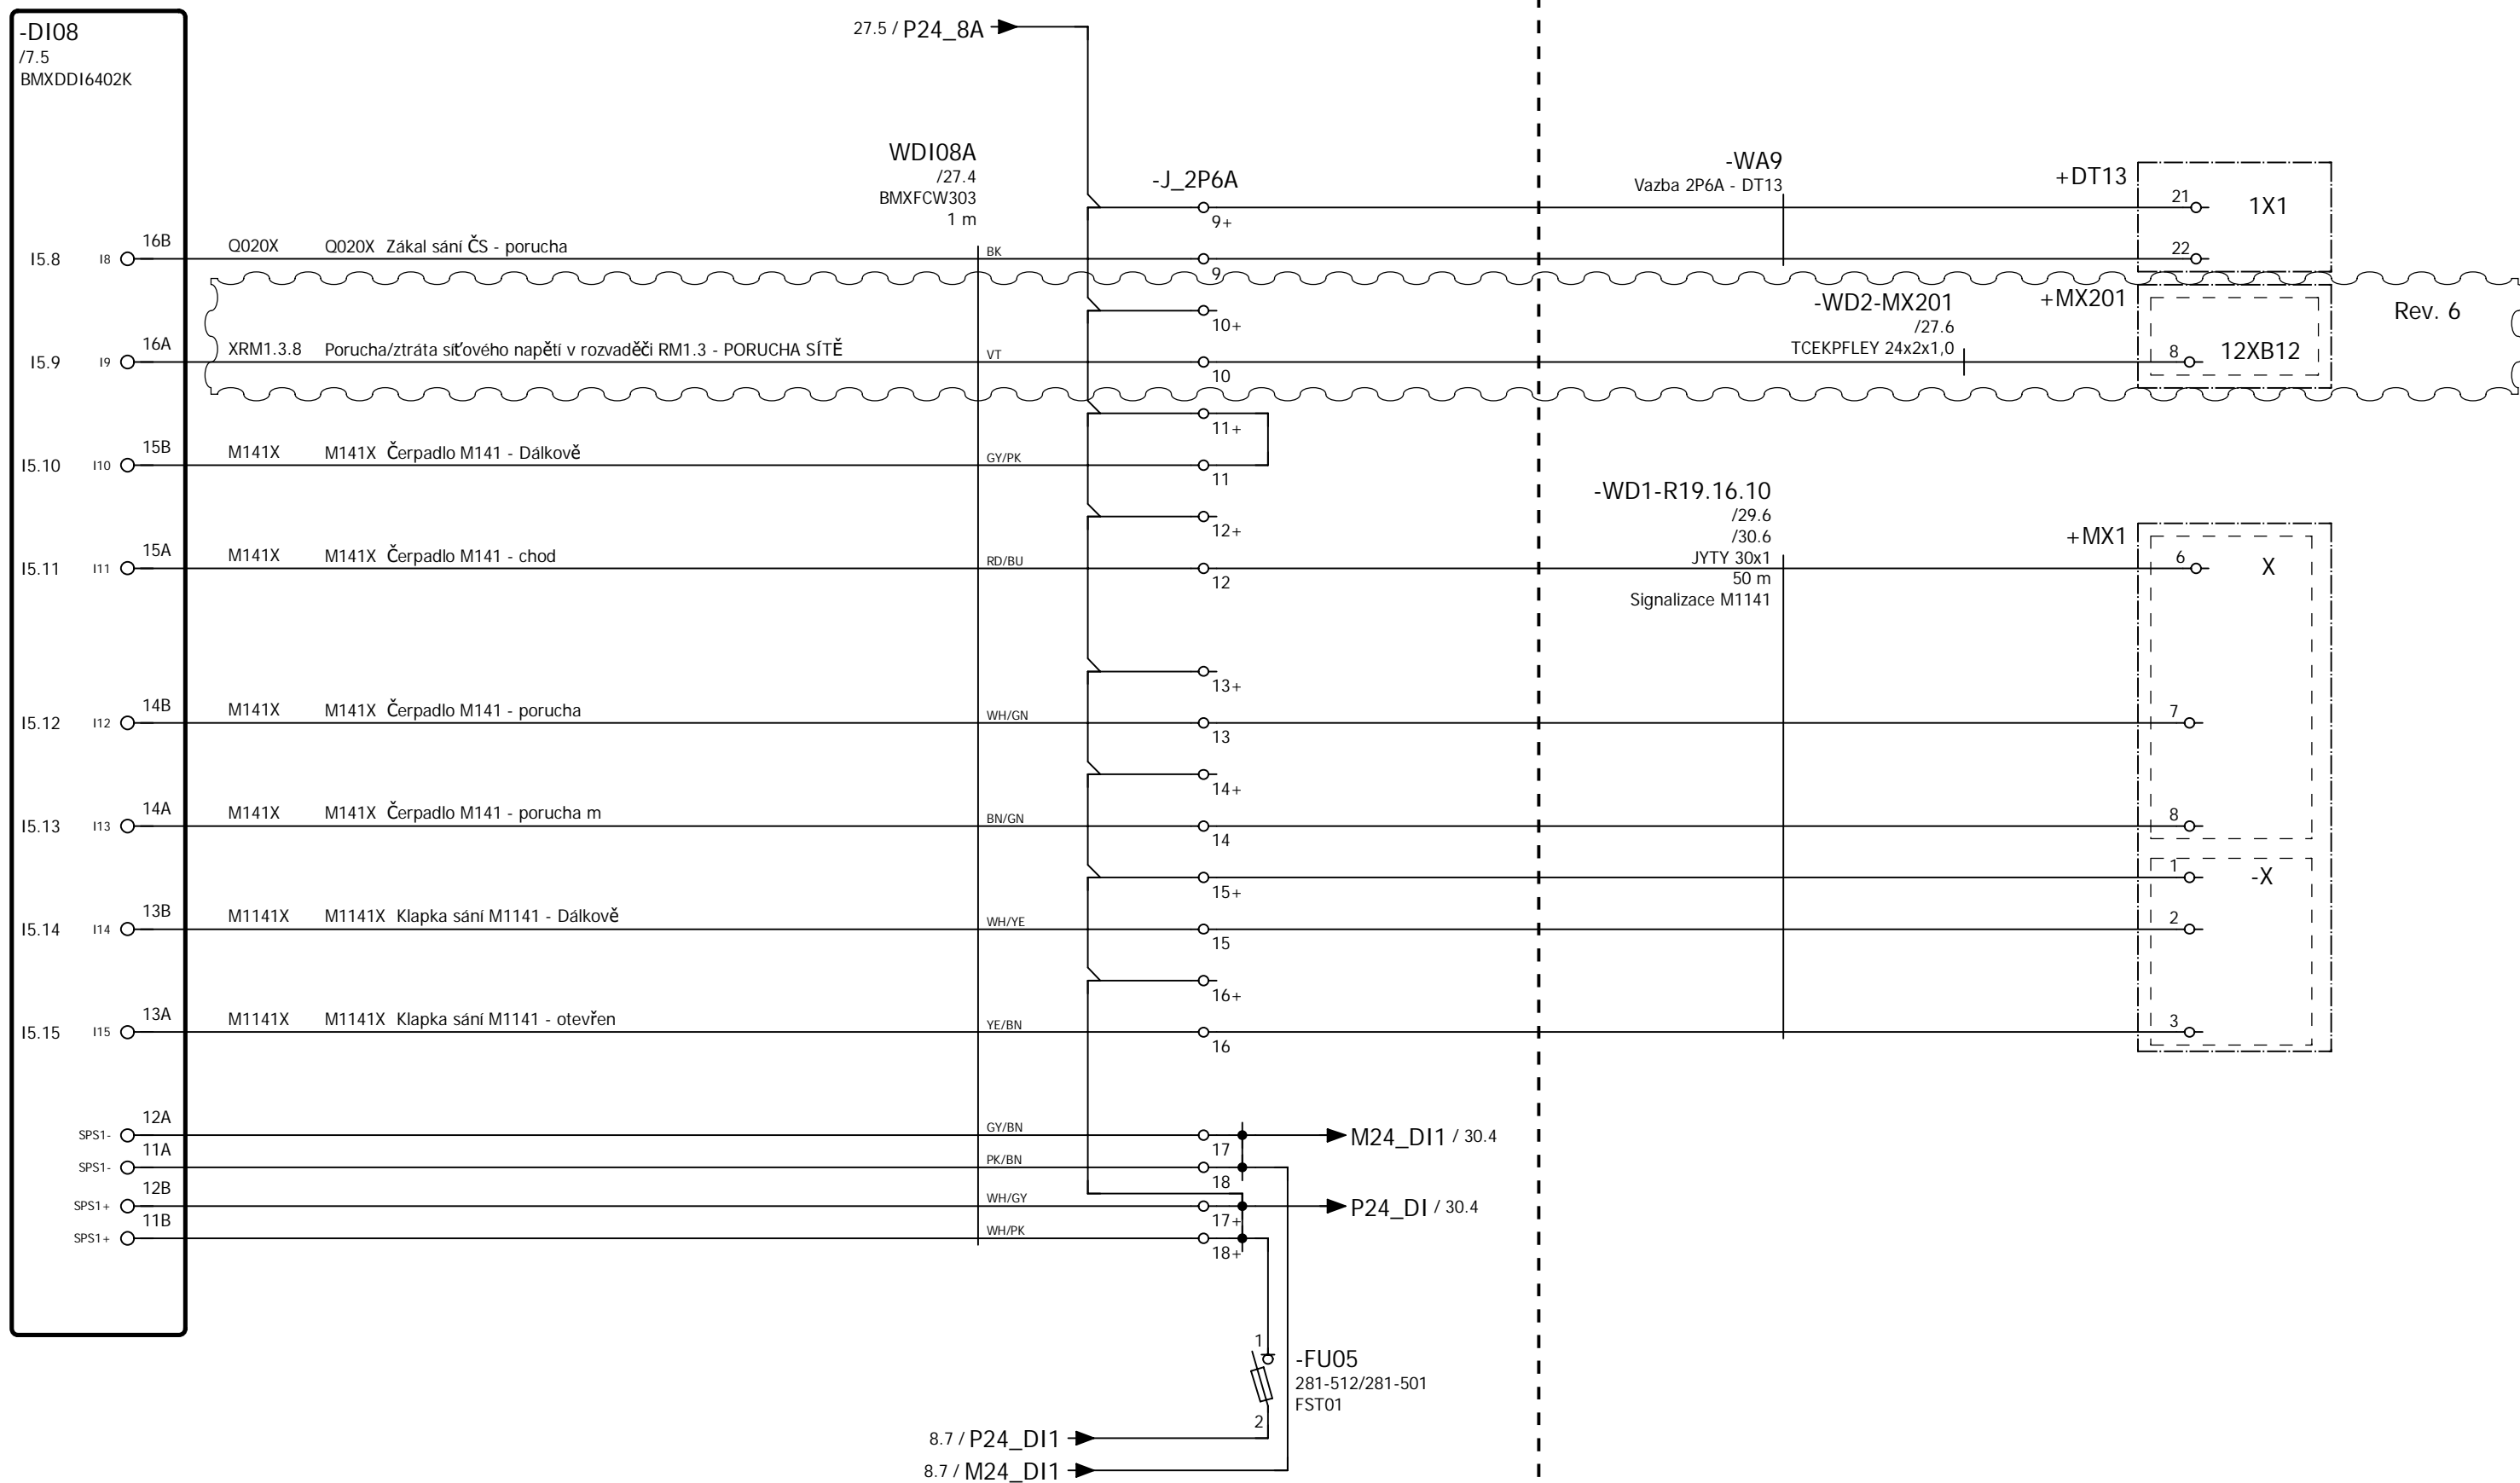 -DI08
/7.5
BMXDDI6402K
27.5 / P24_8A
WDI08A
/27.4
BMXFCW303
1 m
-J_2P6A
-WA9
Vazba 2P6A - DT13
+DT13
21
1X1
9+
I5.8 I8 16B Q020X Q020X Zákal sání ČS - porucha BK
9
22
10+
-WD2-MX201
/27.6
TCEKPFLEY 24x2x1,0
+MX201
Rev. 6
I5.9 I9 16A XRM1.3.8 Porucha/ztráta síťového napětí v rozvaděči RM1.3 - PORUCHA SÍTĚ VT
10
8
12XB12
11+
I5.10 I10 15B M141X M141X Čerpadlo M141 - Dálkově GY/PK
11
-WD1-R19.16.10
/29.6
/30.6
JYTY 30x1
50 m
Signalizace M1141
+MX1
12+
I5.11 I11 15A M141X M141X Čerpadlo M141 - chod RD/BU
12
6
X
13+
I5.12 I12 14B M141X M141X Čerpadlo M141 - porucha WH/GN
13
7
14+
I5.13 I13 14A M141X M141X Čerpadlo M141 - porucha m BN/GN
14
8
15+
1
-X
I5.14 I14 13B M1141X M1141X Klapka sání M1141 - Dálkově WH/YE
15
2
16+
I5.15 I15 13A M1141X M1141X Klapka sání M1141 - otevřen YE/BN
16
3
SPS1- 12A GY/BN
17
M24_DI1 / 30.4
SPS1- 11A PK/BN
18
SPS1+ 12B WH/GY
17+
P24_DI / 30.4
SPS1+ 11B WH/PK
18+
1
-FU05
281-512/281-501
FST01
2
8.7 / P24_DI1
8.7 / M24_DI1